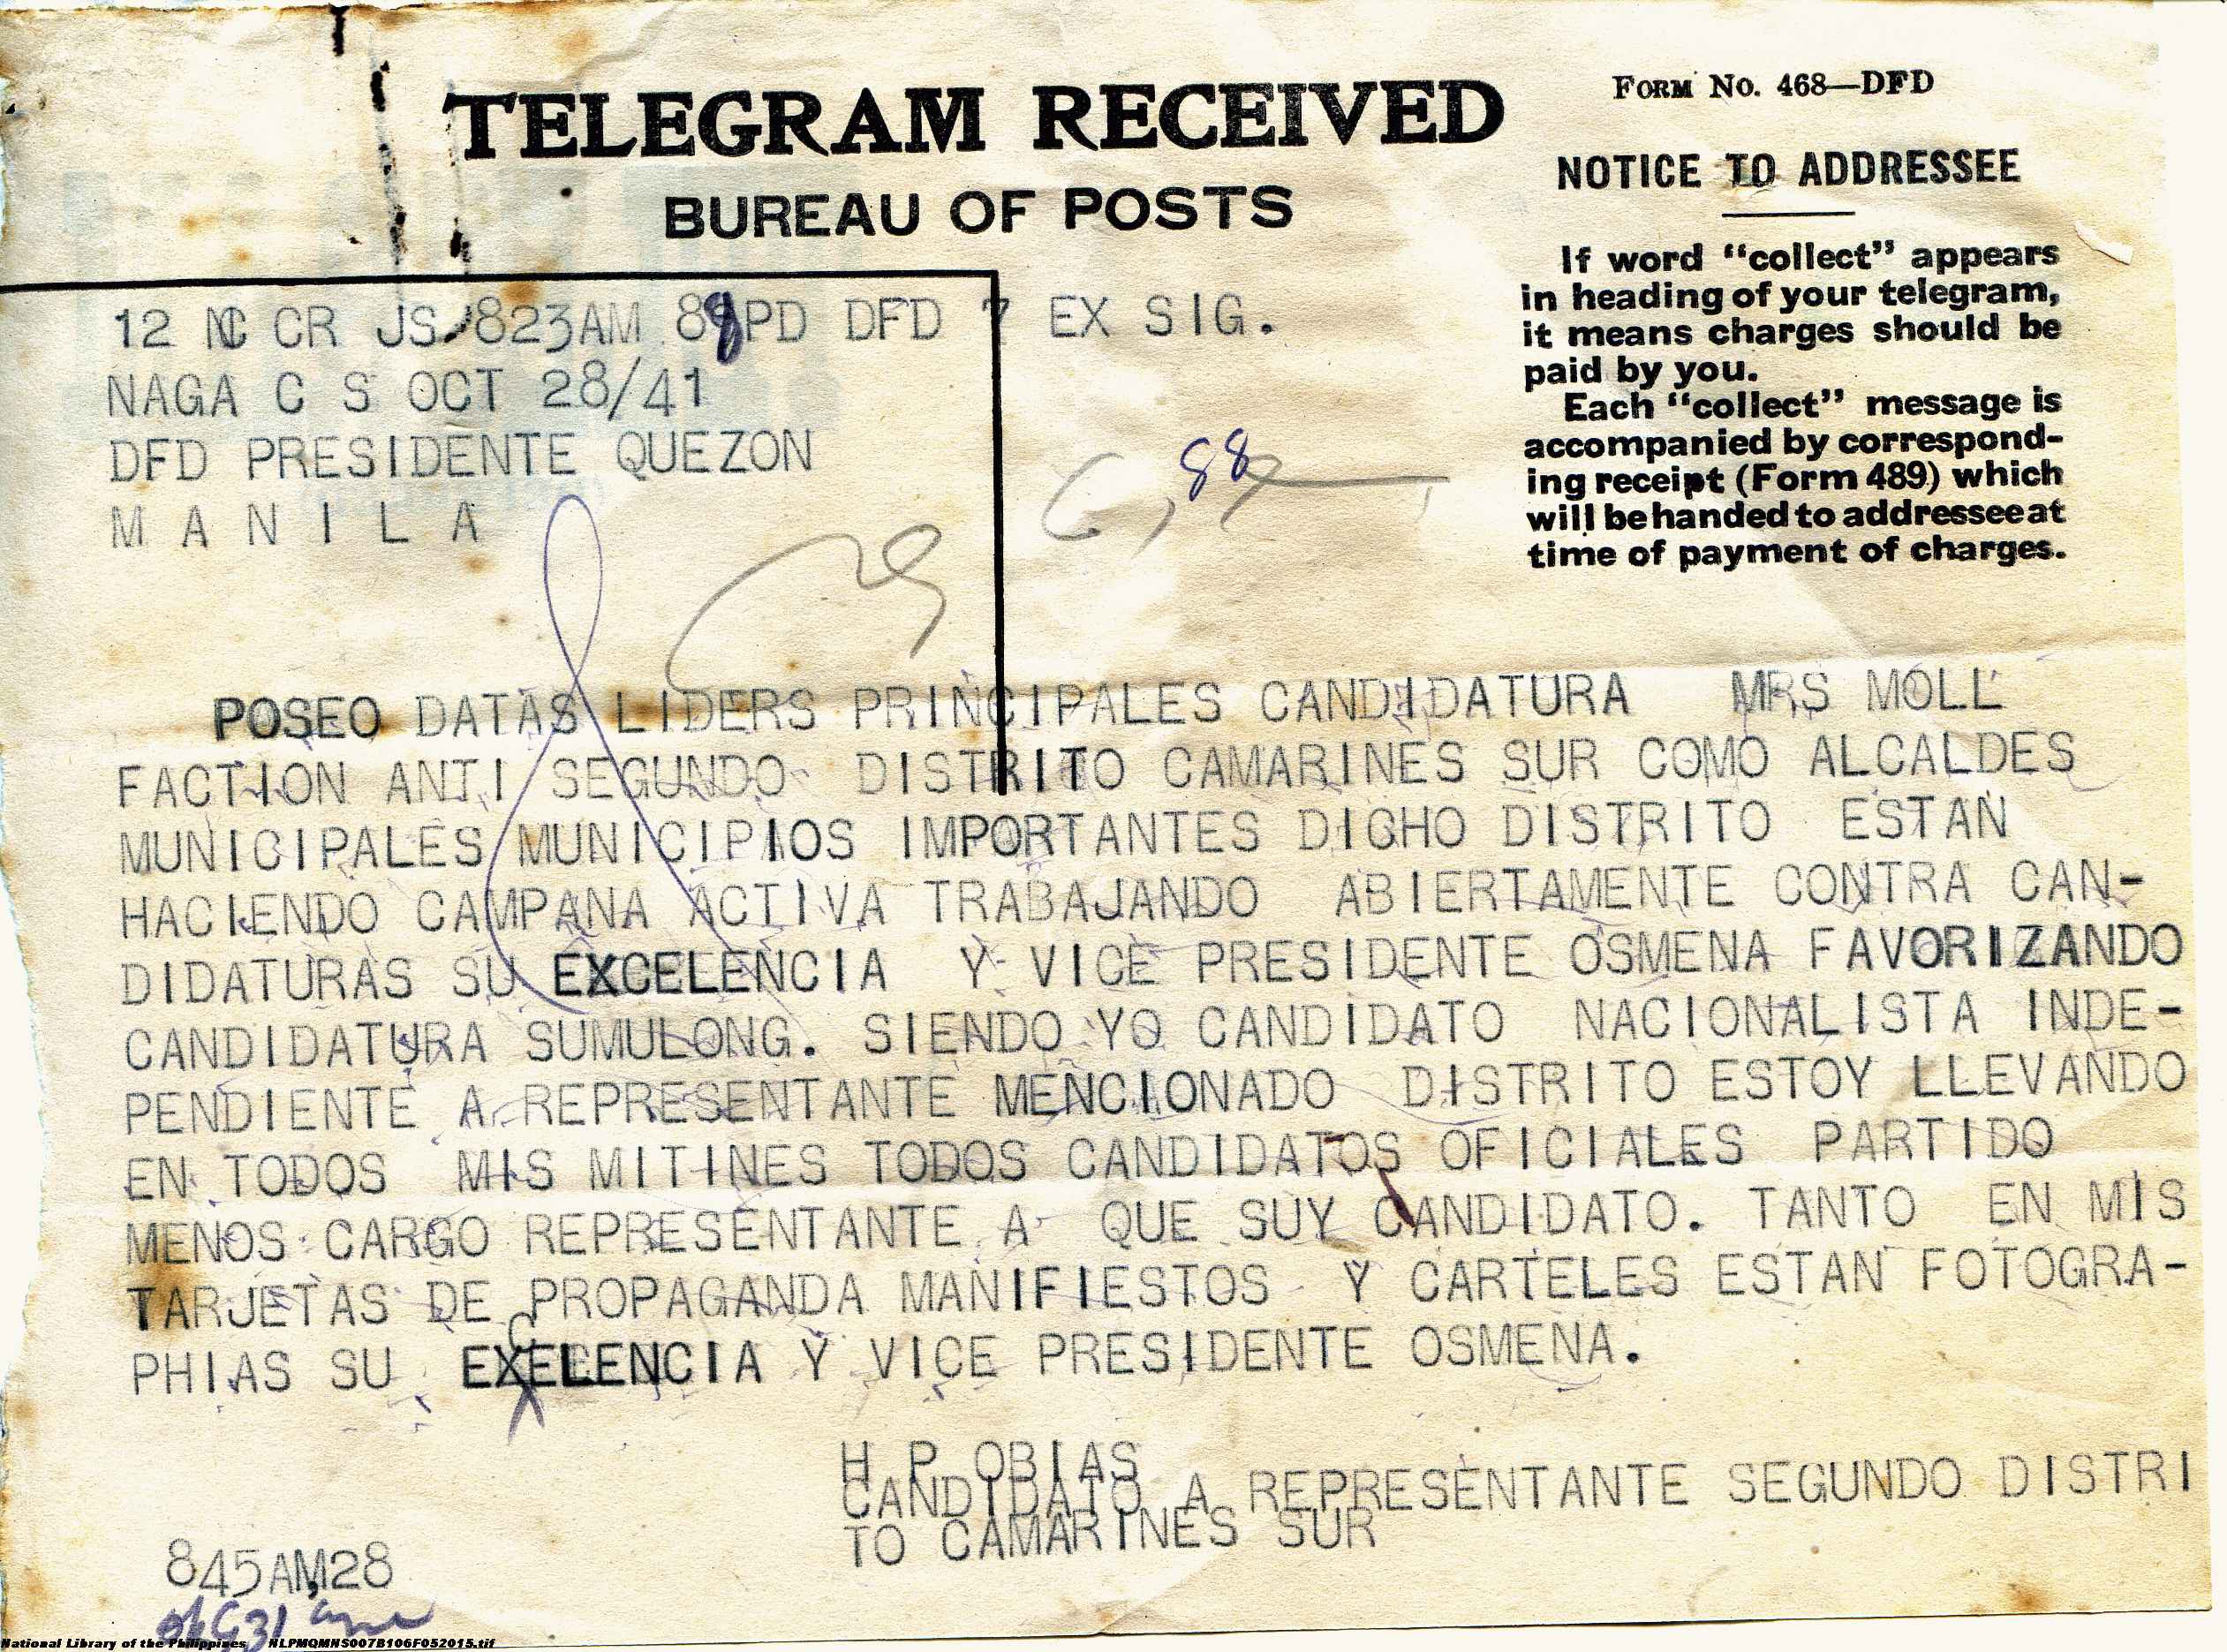 TELEGRAM RECEIVED
BUREAU OF POSTS
FORM NO. 468—DFD
NOTICE TO ADDRESSEE
If word “collect” appears
in heading of your telegram,
it means charges should be
paid by you.
Each “collect” message is
accompanied by correspond-
ing receipt (Form 489) which
will be handed to addressee at
time of payment of charges.
12 NC CR JS 823AM 88PD DFD 7 EX SIG.
NAGA C S OCT 28/41
DFD PRESIDENTE QUEZON
M A N I L A
88
POSEO DATAS LIDERS PRINCIPALES CANDIDATURA MRS MOLL
FACTION ANTI SEGUNDO DISTRITO CAMARINES SUR COMO ALCALDES
MUNICIPALES MUNICIPIOS IMPORTANTES DICHO DISTRITO ESTAN
HACIENDO CAMPANA ACTIVA TRABAJANDO ABIERTAMENTE CONTRA CAN-
DIDATURAS SU EXCELENCIA Y VICE PRESIDENTE OSMENA FAVORIZANDO
CANDIDATURA SUMULONG. SIENDO YO CANDIDATO NACIONALISTA INDE-
PENDIENTE A REPRESENTANTE MENCIONADO DISTRITO ESTOY LLEVANDO
EN TODOS MIS MITINES TODOS CANDIDATOS OFICIALES PARTIDO
MENOS CARGO REPRESENTANTE A QUE SUY CANDIDATO. TANTO EN MIS
TARJETAS DE PROPAGANDA MANIFIESTOS Y CARTELES ESTAN FOTOGRA-
PHIAS SU EXCELENCIA Y VICE PRESIDENTE OSMENA.
H P OBIAS
CANDIDATO A REPRESENTANTE SEGUNDO DISTRI
TO CAMARINES SUR
845AM28
National Library of the Philippines NLPMQMNS007B106F052015.tif